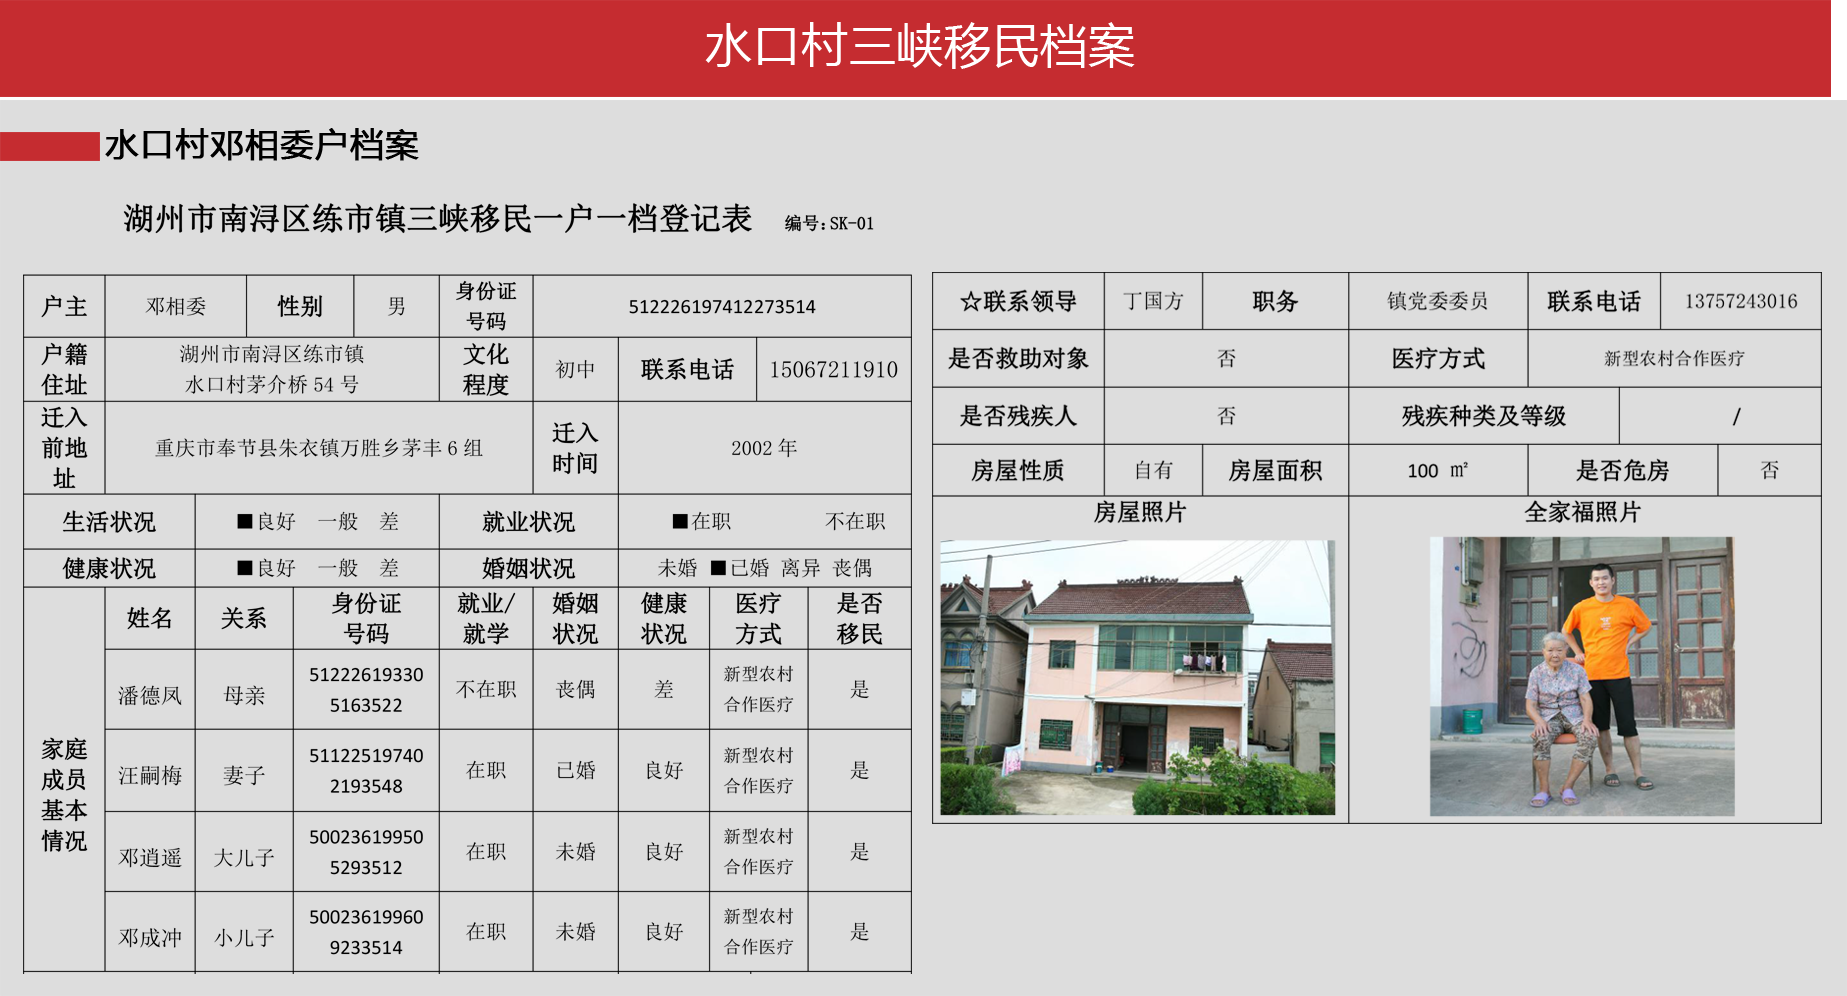 水口村三峡移民档案
水口村邓相委户档案
湖州市南浔区练市镇三峡移民一户一档登记表 编号:SK-01
户主 邓相委 性别 男 身份证号码 512226197412273514
户籍住址 湖州市南浔区练市镇水口村茅介桥 54 号 文化程度 初中 联系电话 15067211910
迁入前地址 重庆市奉节县朱衣镇万胜乡茅丰 6 组 迁入时间 2002 年
生活状况 ■良好 一般 差 就业状况 ■在职 不在职
健康状况 ■良好 一般 差 婚姻状况 未婚 ■已婚 离异 丧偶
家庭成员基本情况
姓名 关系 身份证号码 就业/就学 婚姻状况 健康状况 医疗方式 是否移民
潘德凤 母亲 512226193305163522 不在职 丧偶 差 新型农村合作医疗 是
汪嗣梅 妻子 511225197402193548 在职 已婚 良好 新型农村合作医疗 是
邓逍遥 大儿子 500236199505293512 在职 未婚 良好 新型农村合作医疗 是
邓成冲 小儿子 500236199609233514 在职 未婚 良好 新型农村合作医疗 是
☆联系领导 丁国方 职务 镇党委委员 联系电话 13757243016
是否救助对象 否 医疗方式 新型农村合作医疗
是否残疾人 否 残疾种类及等级 /
房屋性质 自有 房屋面积 100 ㎡ 是否危房 否
房屋照片 全家福照片